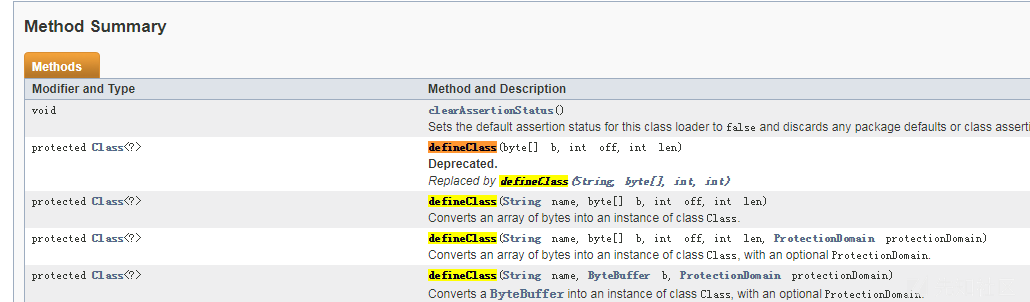 Method Summary
Methods
Modifier and Type Method and Description
void clearAssertionStatus()
Sets the default assertion status for this class loader to false and discards any package defaults or class asserti
protected Class<?> defineClass(byte[] b, int off, int len)
Deprecated.
Replaced by defineClass(String, byte[], int, int)
protected Class<?> defineClass(String name, byte[] b, int off, int len)
Converts an array of bytes into an instance of class Class.
protected Class<?> defineClass(String name, byte[] b, int off, int len, ProtectionDomain protectionDomain)
Converts an array of bytes into an instance of class Class, with an optional ProtectionDomain.
protected Class<?> defineClass(String name, ByteBuffer b, ProtectionDomain protectionDomain)
Converts a ByteBuffer into an instance of class Class, with an optional ProtectionDomain.